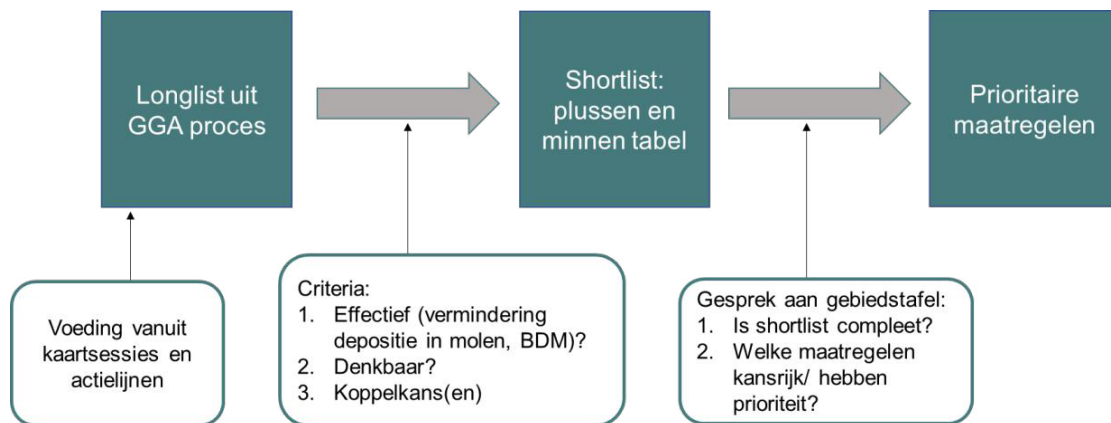 Longlist uit
GGA proces
Shortlist:
plussen en
minnen tabel
Prioritaire
maatregelen
Voeding vanuit
kaartsessies en
actielijnen
Criteria:
1. Effectief (vermindering
depositie in molen, BDM)?
2. Denkbaar?
3. Koppelkans(en)
Gesprek aan gebiedstafel:
1. Is shortlist compleet?
2. Welke maatregelen
kansrijk/ hebben
prioriteit?